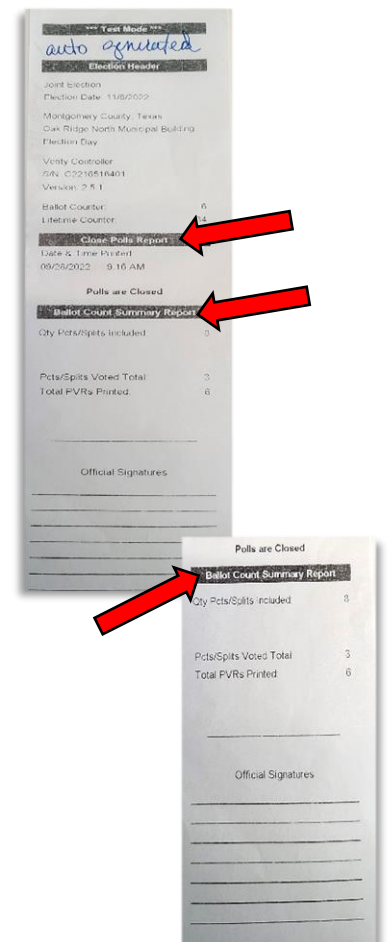 *** Test Mode ***
auto generated
Election Header
Joint Election
Election Date: 11/8/2022
Montgomery County, Texas
Oak Ridge North Municipal Building
Election Day
Verity Controller
S/N: C2216516401
Version: 2.5.1
Ballot Counter: 6
Lifetime Counter:
Close Polls Report
Date & Time Printed
09/28/2022 9:16 AM
Polls are Closed
Ballot Count Summary Report
Qty Pcts/Splits Included
Pcts/Splits Voted Total 3
Total PVRs Printed: 6
Official Signatures
Polls are Closed
Ballot Count Summary Report
Qty Pcts/Splits Included
Pcts/Splits Voted Total 3
Total PVRs Printed 6
Official Signatures